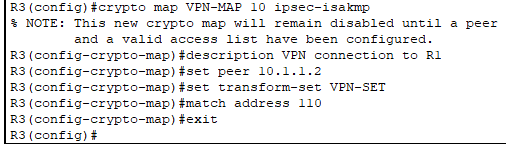 R3(config)#crypto map VPN-MAP 10 ipsec-isakmp
% NOTE: This new crypto map will remain disabled until a peer
and a valid access list have been configured.
R3(config-crypto-map)#description VPN connection to R1
R3(config-crypto-map)#set peer 10.1.1.2
R3(config-crypto-map)#set transform-set VPN-SET
R3(config-crypto-map)#match address 110
R3(config-crypto-map)#exit
R3(config)#